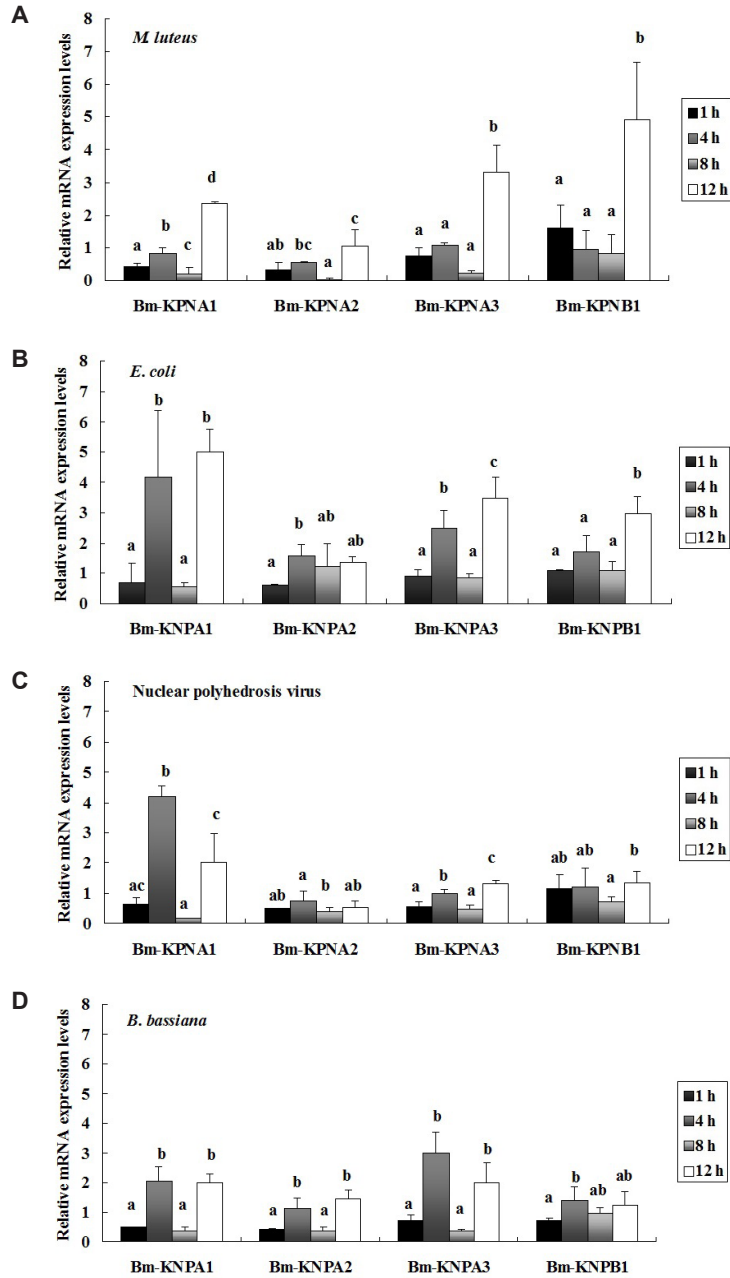 A
M. luteus
Relative mRNA expression levels
8
7
6
5
4
3
2
1
0
a b c d
ab bc a c
a a a b
a a a b
Bm-KPNA1 Bm-KPNA2 Bm-KPNA3 Bm-KPNB1
1 h
4 h
8 h
12 h
B
E. coli
Relative mRNA expression levels
8
7
6
5
4
3
2
1
0
a b a b
a b ab ab
a b a c
a a a b
Bm-KNPA1 Bm-KNPA2 Bm-KNPA3 Bm-KNPB1
1 h
4 h
8 h
12 h
C
Nuclear polyhedrosis virus
Relative mRNA expression levels
8
7
6
5
4
3
2
1
0
ac b a c
ab a b ab
a b a c
ab ab a b
Bm-KPNA1 Bm-KPNA2 Bm-KPNA3 Bm-KPNB1
1 h
4 h
8 h
12 h
D
B. bassiana
Relative mRNA expression levels
8
7
6
5
4
3
2
1
0
a b a b
a b a b
a b a b
a b ab ab
Bm-KNPA1 Bm-KNPA2 Bm-KNPA3 Bm-KNPB1
1 h
4 h
8 h
12 h